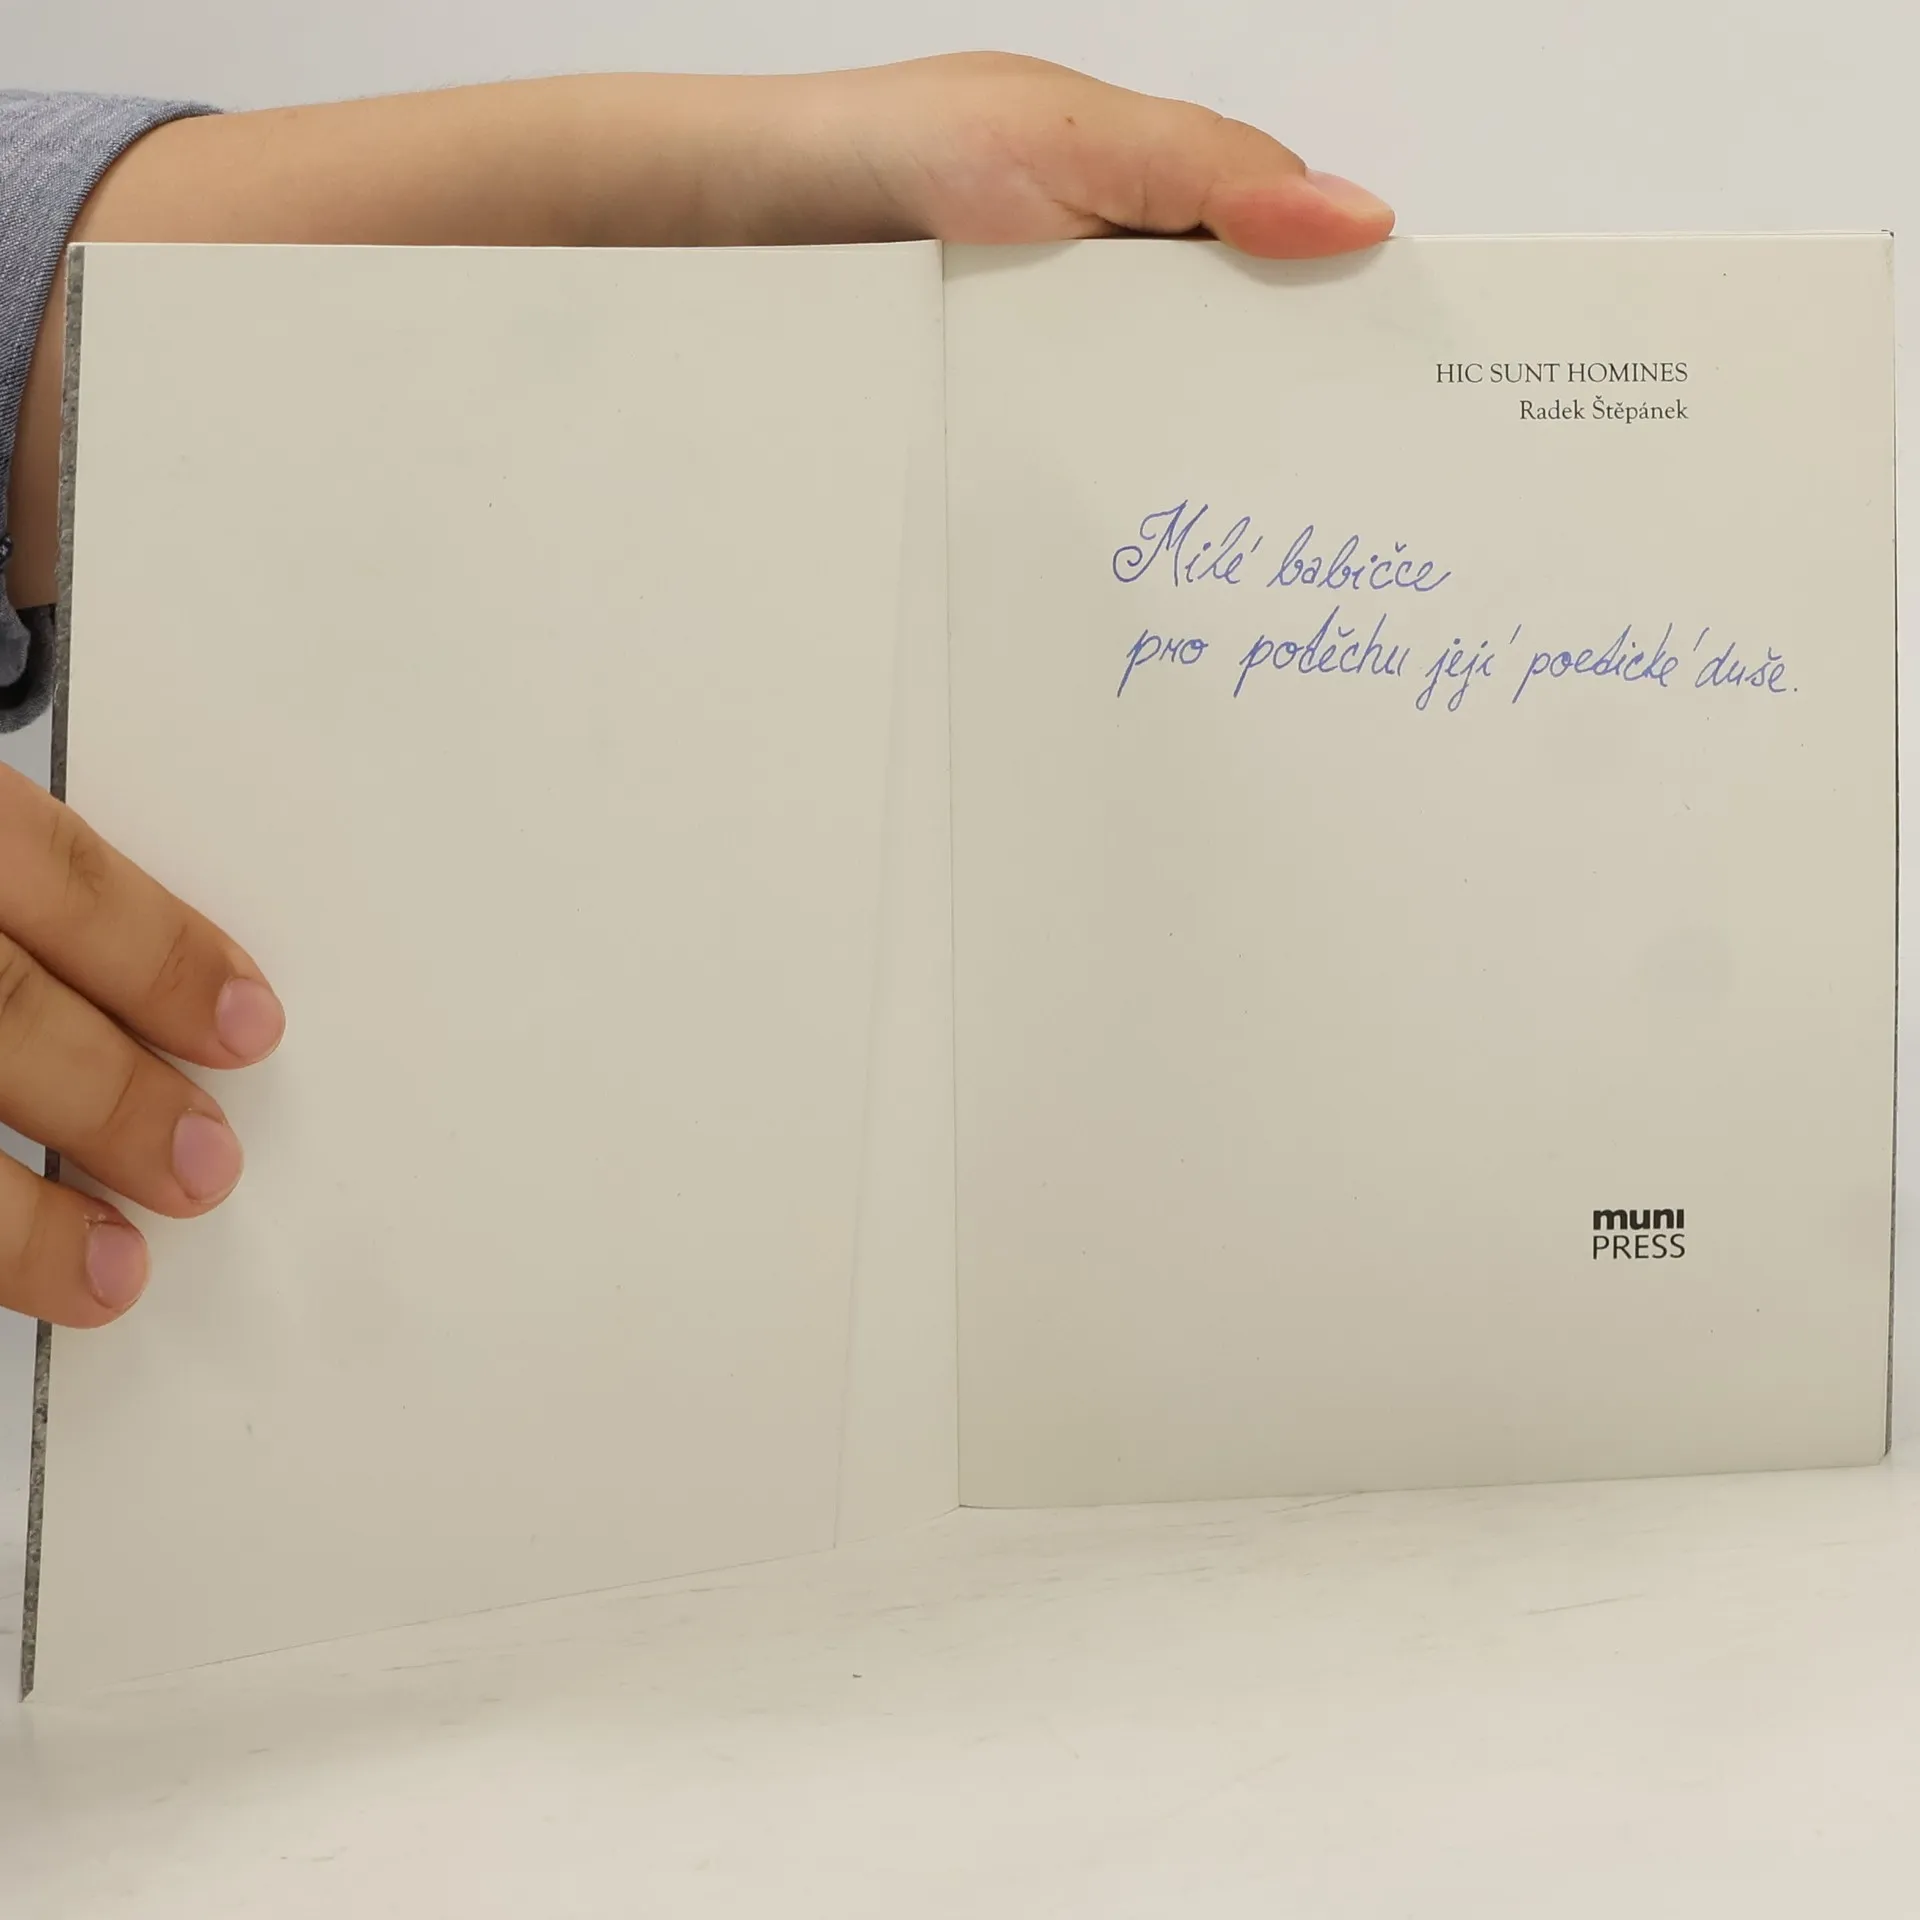 HIC SUNT HOMINES
Radek Štěpánek
Milé babičce
pro potěchu její poetické duše.
muni
PRESS